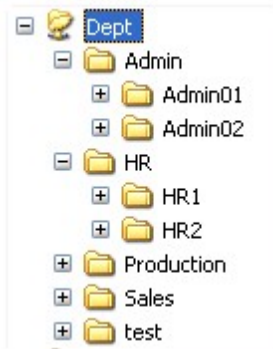 Dept
Admin
Admin01
Admin02
HR
HR1
HR2
Production
Sales
test